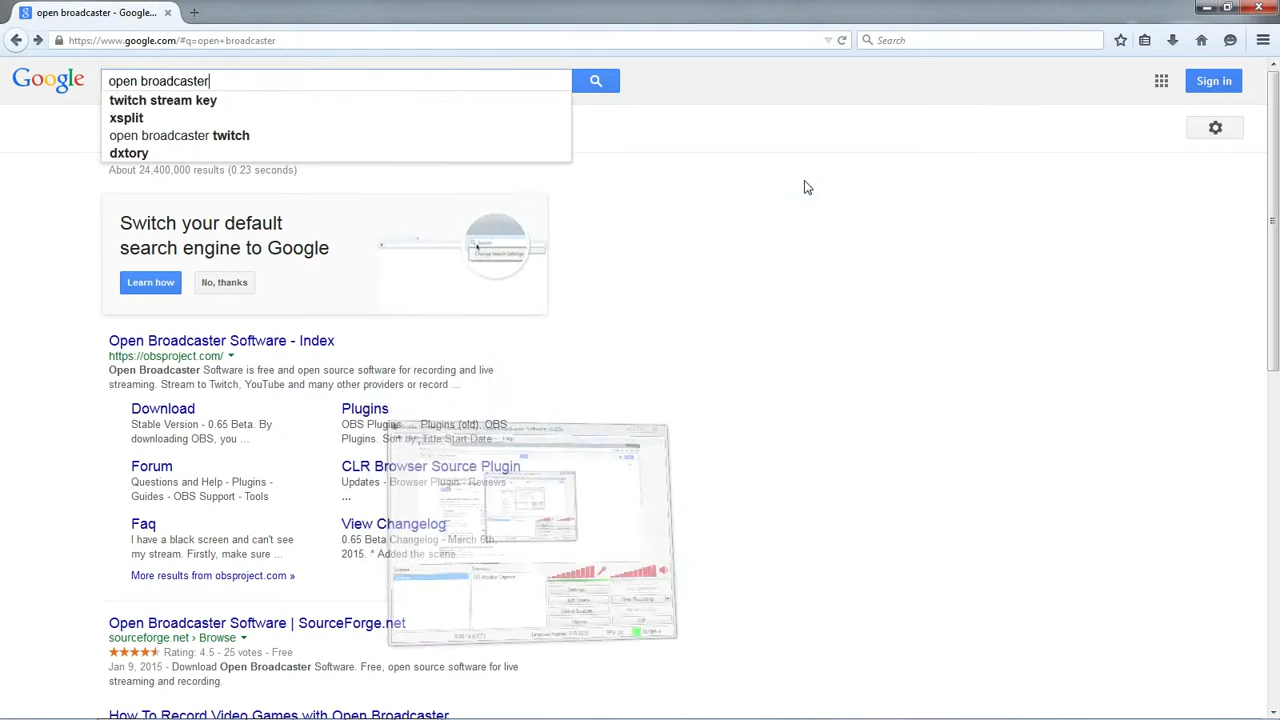 open broadcaster - Google...
https://www.google.com/#q=open+broadcaster
Search
Google
open broadcaster
Sign in
twitch stream key
xsplit
open broadcaster twitch
dxtory
About 24,400,000 results (0.23 seconds)
Switch your default
search engine to Google
Learn how
No, thanks
Search
Change Search Settings
Open Broadcaster Software - Index
https://obsproject.com/
Open Broadcaster Software is free and open source software for recording and live
streaming. Stream to Twitch, YouTube and many other providers or record ...
Download
Stable Version - 0.65 Beta. By
downloading OBS, you ...
Plugins
OBS Plugins. Plugins (old). OBS
Plugins. Sort by. Title Start Date
Forum
Questions and Help - Plugins -
Guides - OBS Support - Tools
CLR Browser Source Plugin
Updates - Browser Plugin - Reviews -
...
Faq
I have a black screen and can't see
my stream. Firstly, make sure ...
View Changelog
0.65 Beta Changelog - March 6th,
2015. * Added the scene
More results from obsproject.com »
Open Broadcaster Software | SourceForge.net
sourceforge.net › Browse
Rating: 4.5 - 25 votes - Free
Jan 9, 2015 - Download Open Broadcaster Software. Free, open source software for live
streaming and recording.
How To Record Video Games with Open Broadcaster